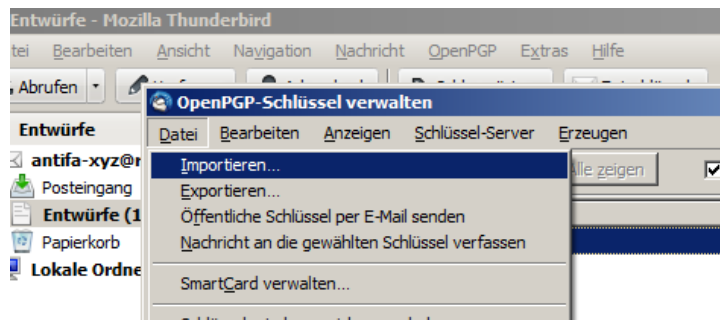 Entwürfe - Mozilla Thunderbird
tei Bearbeiten Ansicht Navigation Nachricht OpenPGP Extras Hilfe
Abrufen
OpenPGP-Schlüssel verwalten
Entwürfe
Datei Bearbeiten Anzeigen Schlüssel-Server Erzeugen
antifa-xyz@r
Importieren...
Alle zeigen
Posteingang
Exportieren...
Entwürfe (1
Öffentliche Schlüssel per E-Mail senden
Papierkorb
Nachricht an die gewählten Schlüssel verfassen
Lokale Ordne
SmartCard verwalten...